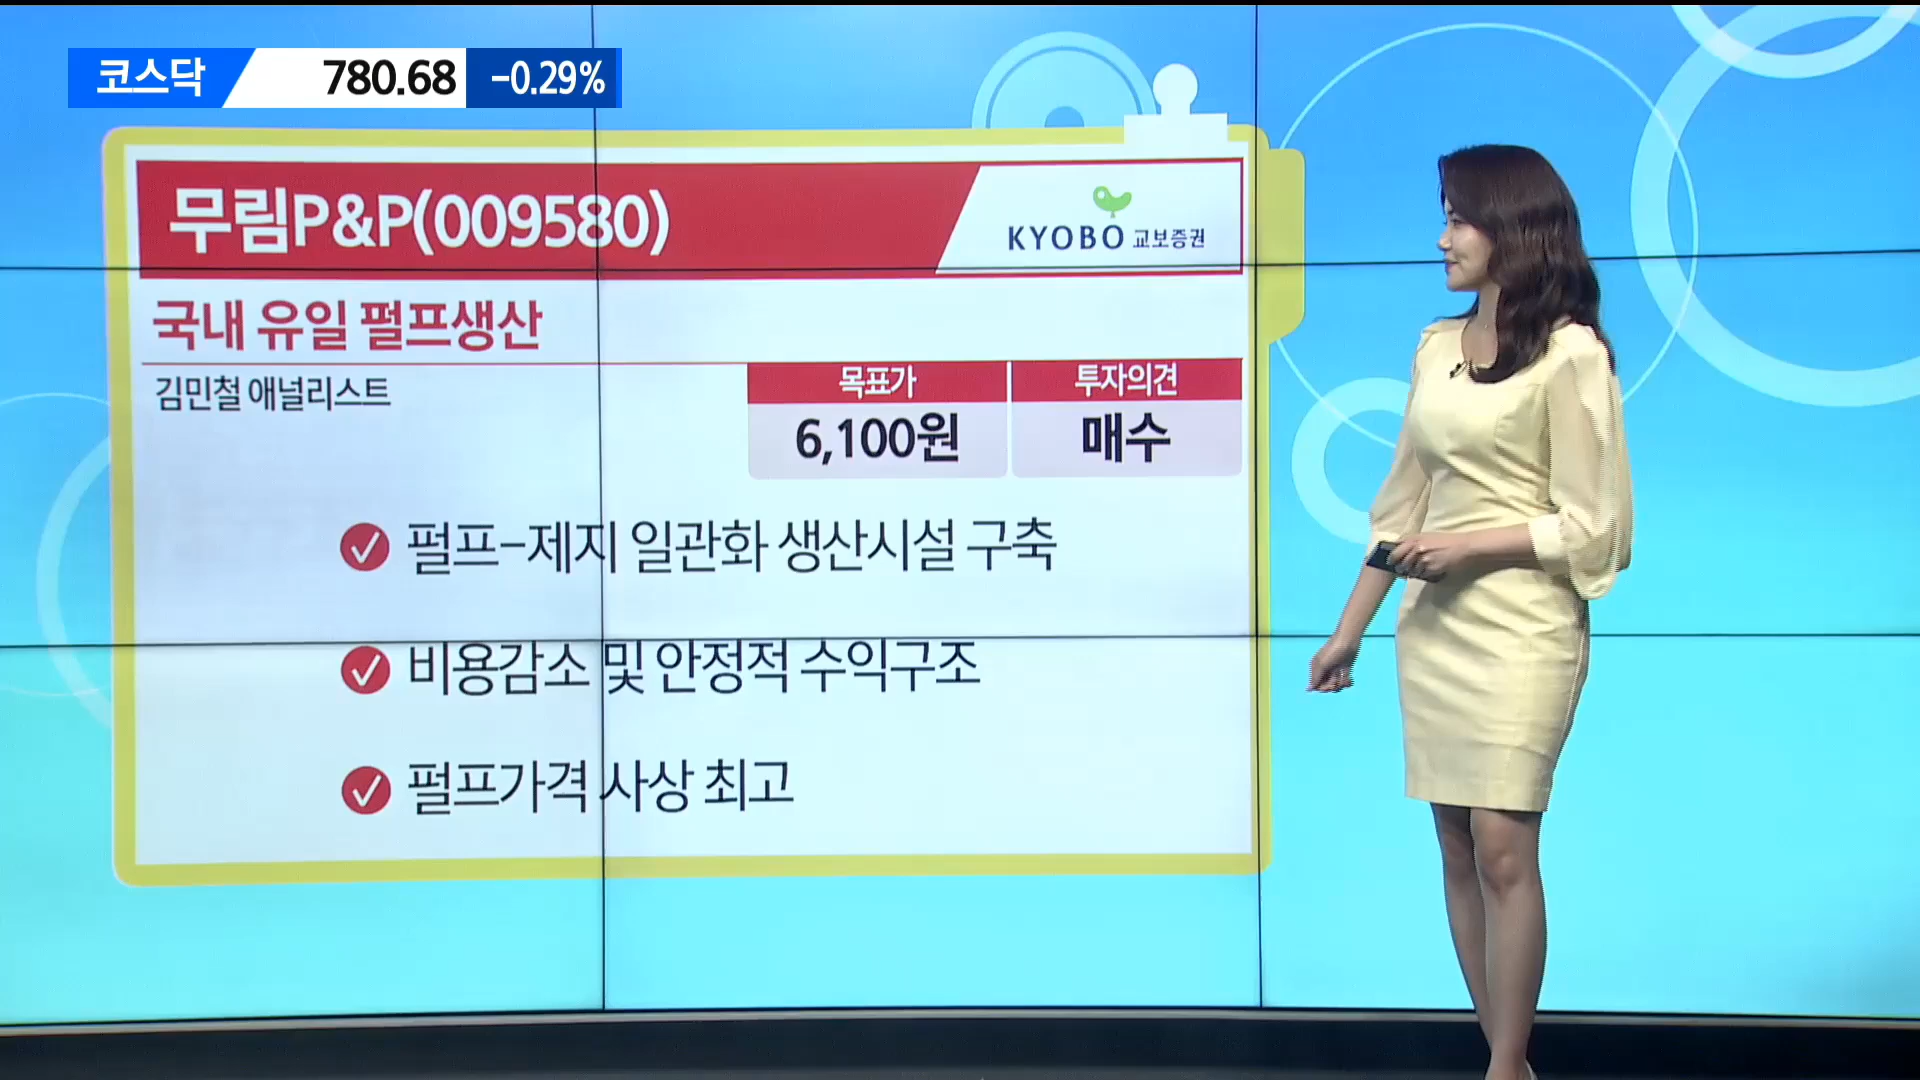 코스닥 780.68 -0.29%
무림P&P(009580)
KYOBO 교보증권
국내 유일 펄프생산
김민철 애널리스트
목표가 투자의견
6,100원 매수
펄프-제지 일관화 생산시설 구축
비용감소 및 안정적 수익구조
펄프가격 사상 최고